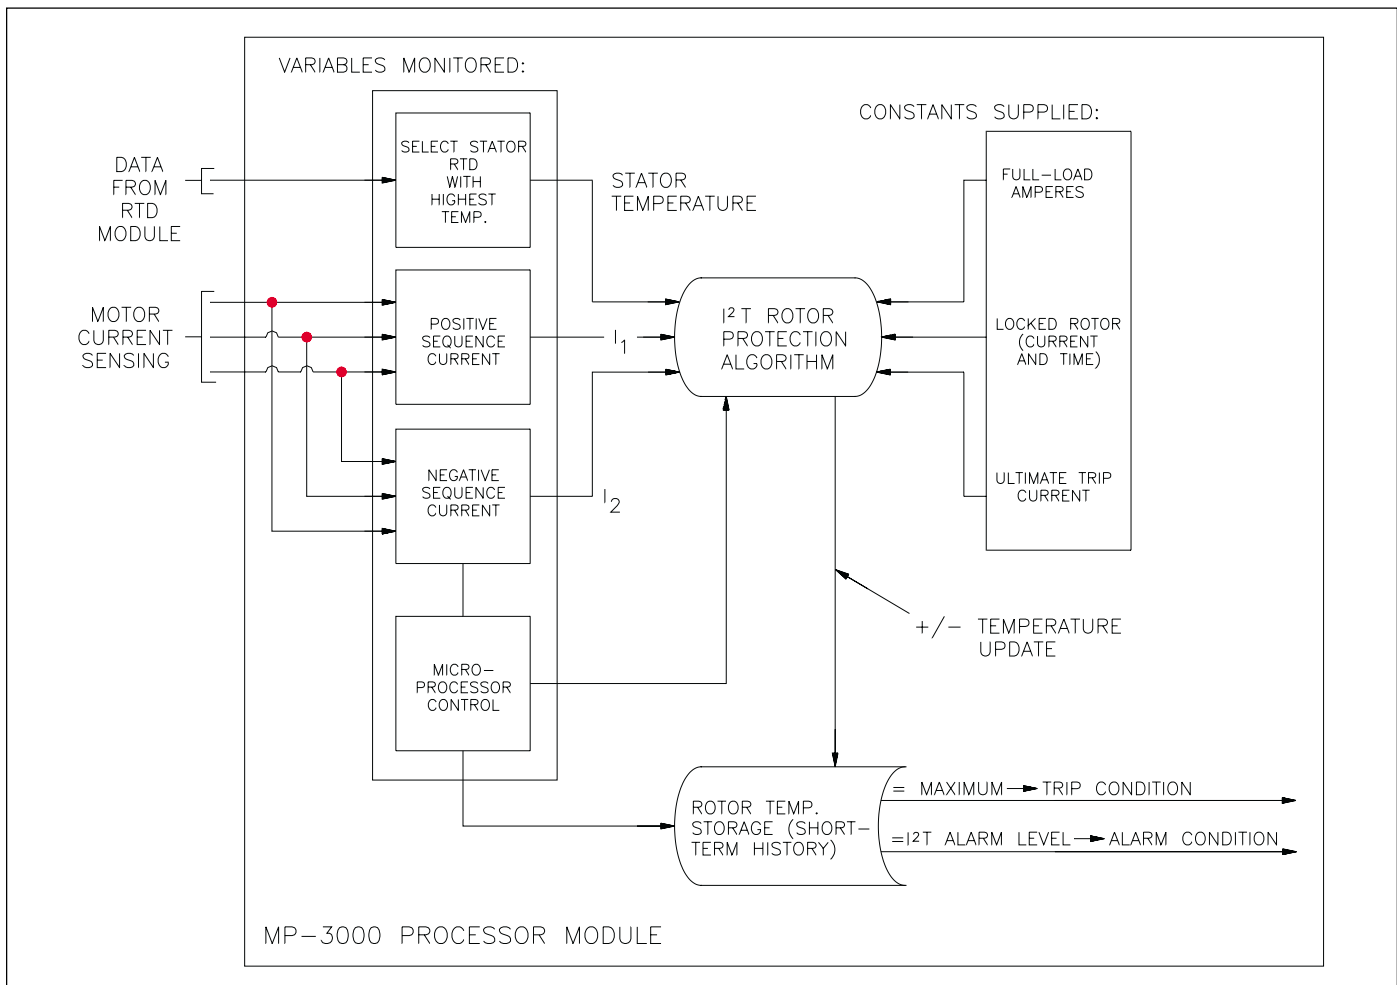 VARIABLES MONITORED:
CONSTANTS SUPPLIED:
DATA
FROM
RTD
MODULE
SELECT STATOR
RTD
WITH
HIGHEST
TEMP.
STATOR
TEMPERATURE
FULL-LOAD
AMPERES
MOTOR
CURRENT
SENSING
POSITIVE
SEQUENCE
CURRENT
I1
I²T ROTOR
PROTECTION
ALGORITHM
LOCKED ROTOR
(CURRENT
AND TIME)
NEGATIVE
SEQUENCE
CURRENT
I2
ULTIMATE TRIP
CURRENT
+/- TEMPERATURE
UPDATE
MICRO-
PROCESSOR
CONTROL
ROTOR TEMP.
STORAGE (SHORT-
TERM HISTORY)
= MAXIMUM→TRIP CONDITION
=I²T ALARM LEVEL→ALARM CONDITION
MP-3000 PROCESSOR MODULE